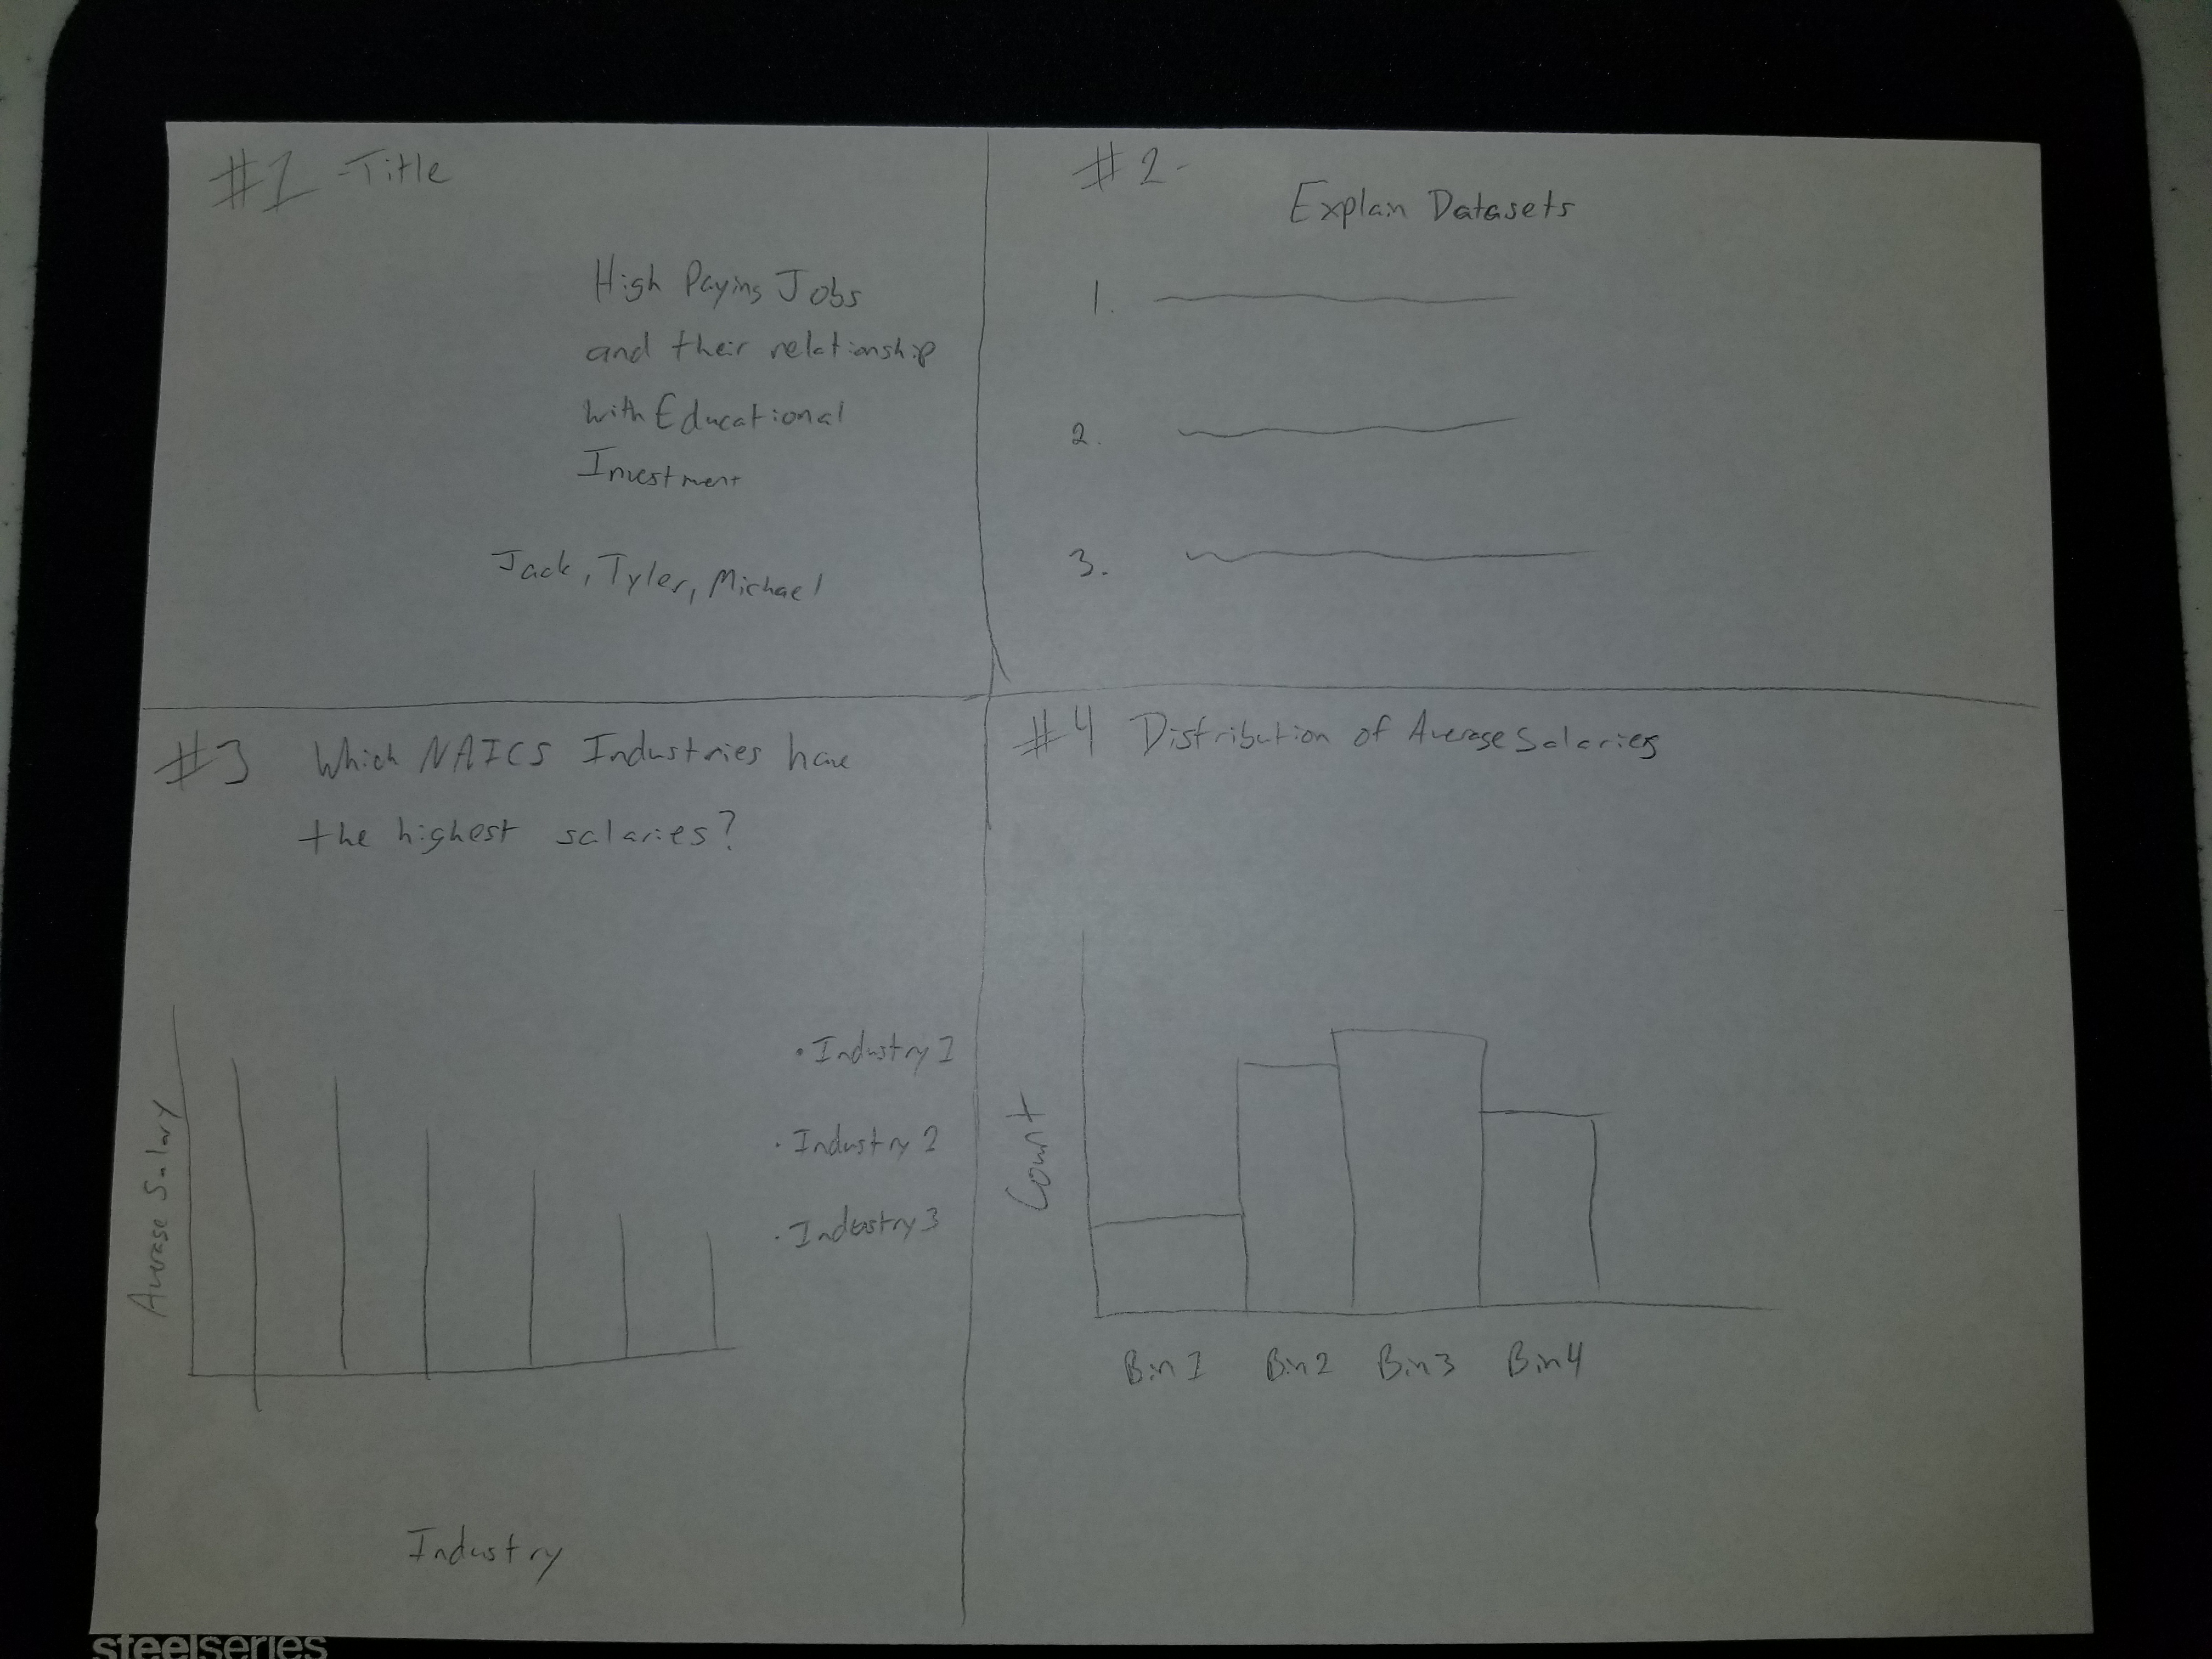 #1 -Title
High Paying Jobs
and their relationship
with Educational
Investment
Jack, Tyler, Michael
#2-
Explain Datasets
1.
2.
3.
#3 Which NAICS Industries have
the highest salaries?
Average Salary
• Industry 1
• Industry 2
• Industry 3
Industry
#4 Distribution of Average Salaries
Count
Bin 1 Bin 2 Bin 3 Bin 4
steelseries